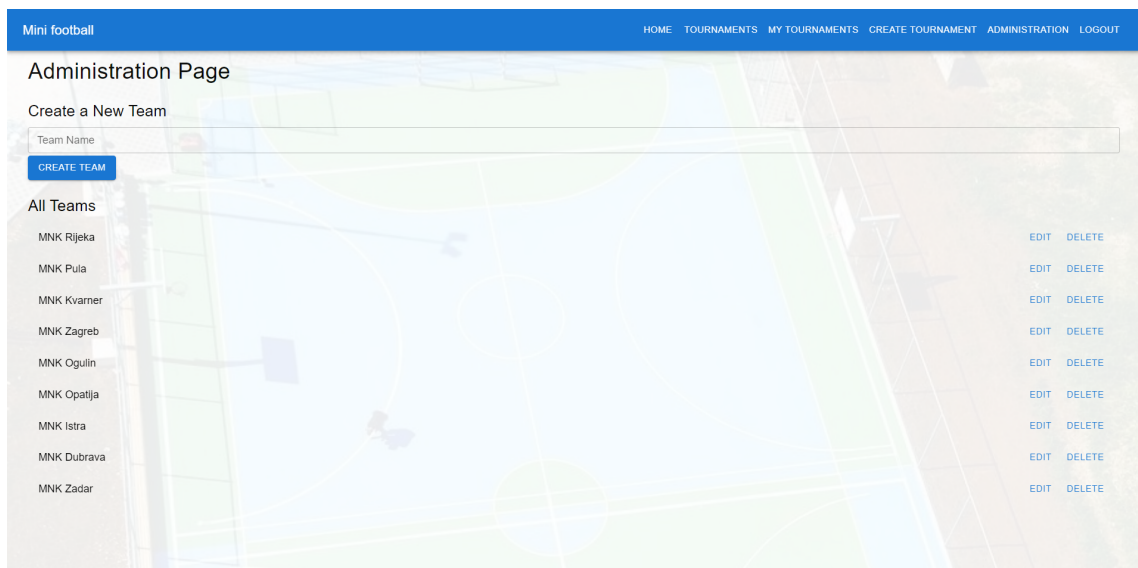 Mini football HOME TOURNAMENTS MY TOURNAMENTS CREATE TOURNAMENT ADMINISTRATION LOGOUT
Administration Page
Create a New Team
Team Name
CREATE TEAM
All Teams
MNK Rijeka EDIT DELETE
MNK Pula EDIT DELETE
MNK Kvarner EDIT DELETE
MNK Zagreb EDIT DELETE
MNK Ogulin EDIT DELETE
MNK Opatija EDIT DELETE
MNK Istra EDIT DELETE
MNK Dubrava EDIT DELETE
MNK Zadar EDIT DELETE